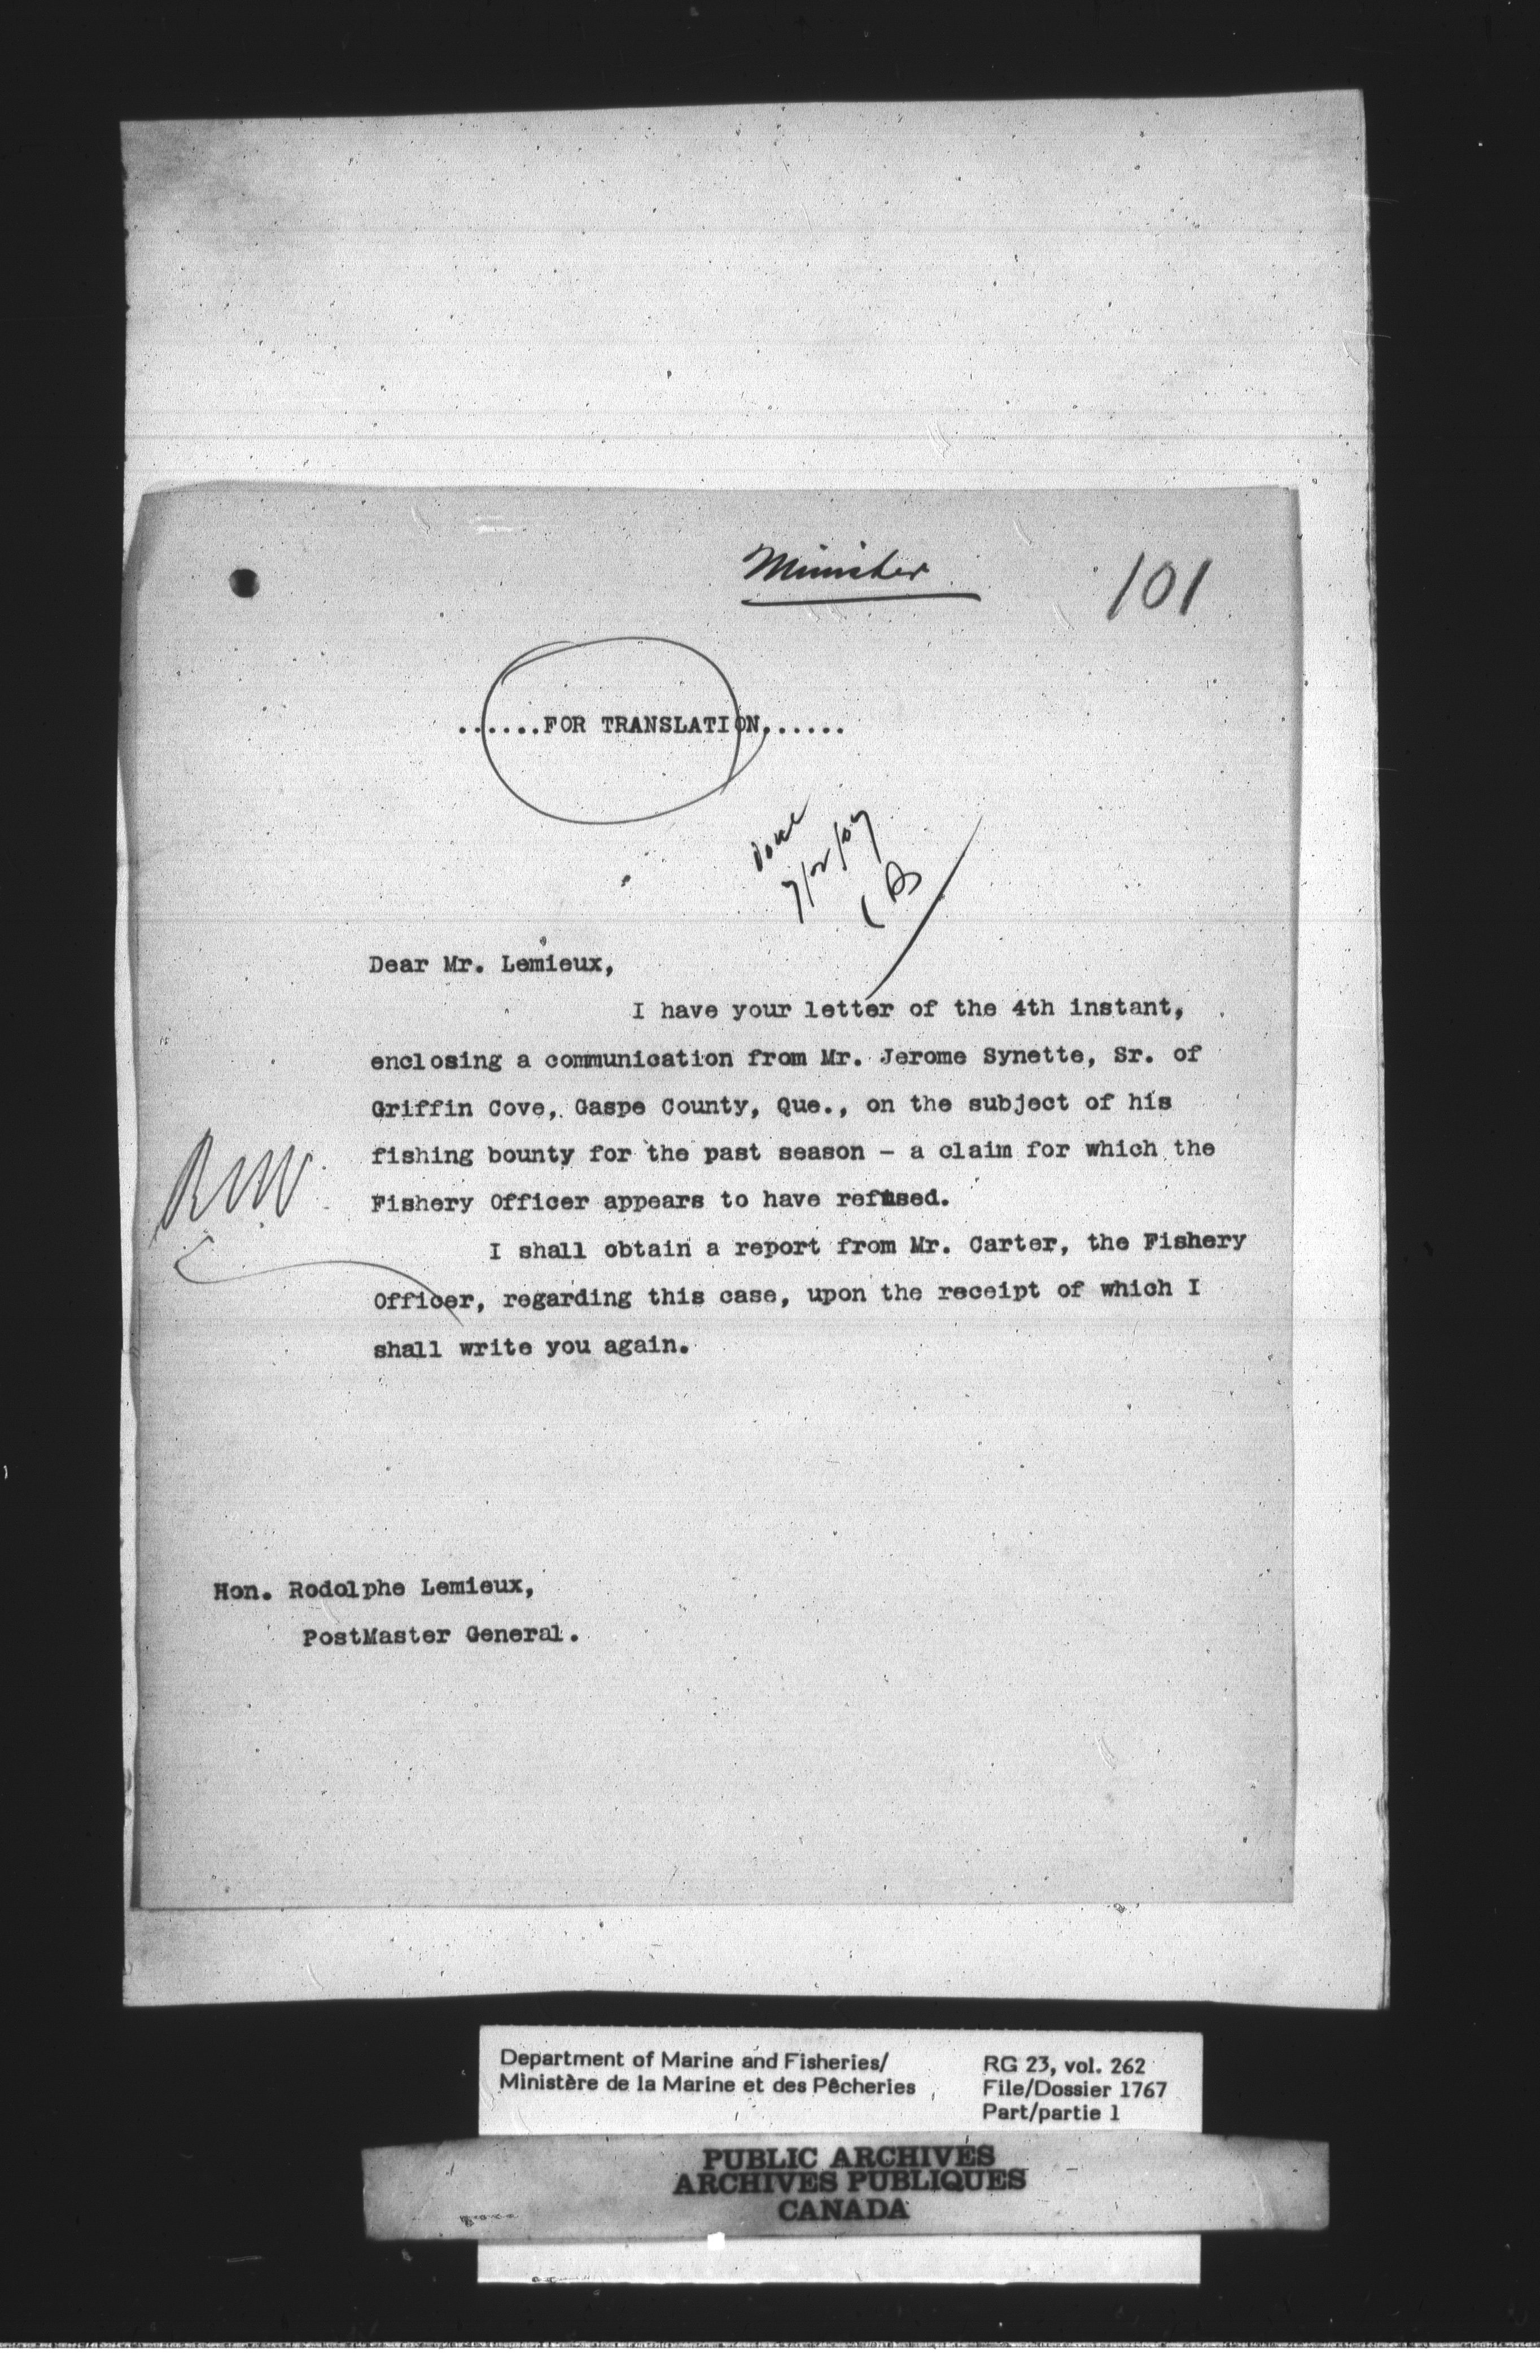 Minister
101
......FOR TRANSLATION......
Done
7/12/09
Dear Mr. Lemieux,
I have your letter of the 4th instant,
enclosing a communication from Mr. Jerome Synette, Sr. of
Griffin Cove, Gaspe County, Que., on the subject of his
fishing bounty for the past season - a claim for which the
Fishery Officer appears to have refused.
I shall obtain a report from Mr. Carter, the Fishery
Officer, regarding this case, upon the receipt of which I
shall write you again.
Hon. Rodolphe Lemieux,
PostMaster General.
Department of Marine and Fisheries/
Ministère de la Marine et des Pêcheries
RG 23, vol. 262
File/Dossier 1767
Part/partie 1
PUBLIC ARCHIVES
ARCHIVES PUBLIQUES
CANADA